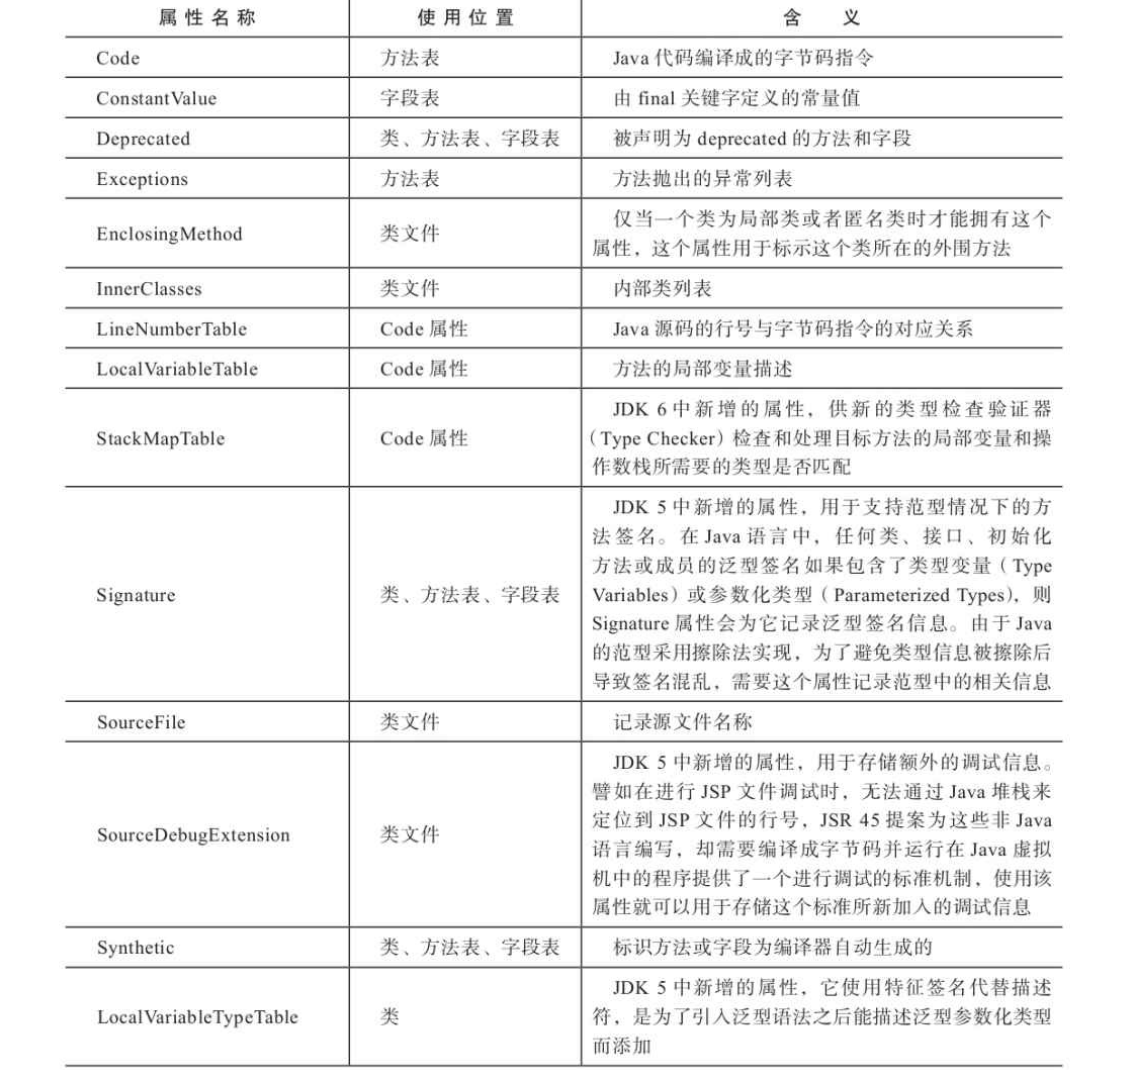 属性名称 使用位置 含 义
Code 方法表 Java 代码编译成的字节码指令
ConstantValue 字段表 由 final 关键字定义的常量值
Deprecated 类、方法表、字段表 被声明为 deprecated 的方法和字段
Exceptions 方法表 方法抛出的异常列表
EnclosingMethod 类文件 仅当一个类为局部类或者匿名类时才能拥有这个
属性，这个属性用于标示这个类所在的外围方法
InnerClasses 类文件 内部类列表
LineNumberTable Code 属性 Java 源码的行号与字节码指令的对应关系
LocalVariableTable Code 属性 方法的局部变量描述
StackMapTable Code 属性 JDK 6 中新增的属性，供新的类型检查验证器
（Type Checker）检查和处理目标方法的局部变量和操
作数栈所需要的类型是否匹配
Signature 类、方法表、字段表 JDK 5 中新增的属性，用于支持范型情况下的方
法签名。在 Java 语言中，任何类、接口、初始化
方法或成员的泛型签名如果包含了类型变量（Type
Variables）或参数化类型（Parameterized Types），则
Signature 属性会为它记录泛型签名信息。由于 Java
的范型采用擦除法实现，为了避免类型信息被擦除后
导致签名混乱，需要这个属性记录范型中的相关信息
SourceFile 类文件 记录源文件名称
SourceDebugExtension 类文件 JDK 5 中新增的属性，用于存储额外的调试信息。
譬如在进行 JSP 文件调试时，无法通过 Java 堆栈来
定位到 JSP 文件的行号，JSR 45 提案为这些非 Java
语言编写，却需要编译成字节码并运行在 Java 虚拟
机中的程序提供了一个进行调试的标准机制，使用该
属性就可以用于存储这个标准所新加入的调试信息
Synthetic 类、方法表、字段表 标识方法或字段为编译器自动生成的
LocalVariableTypeTable 类 JDK 5 中新增的属性，它使用特征签名代替描述
符，是为了引入泛型语法之后能描述泛型参数化类型
而添加